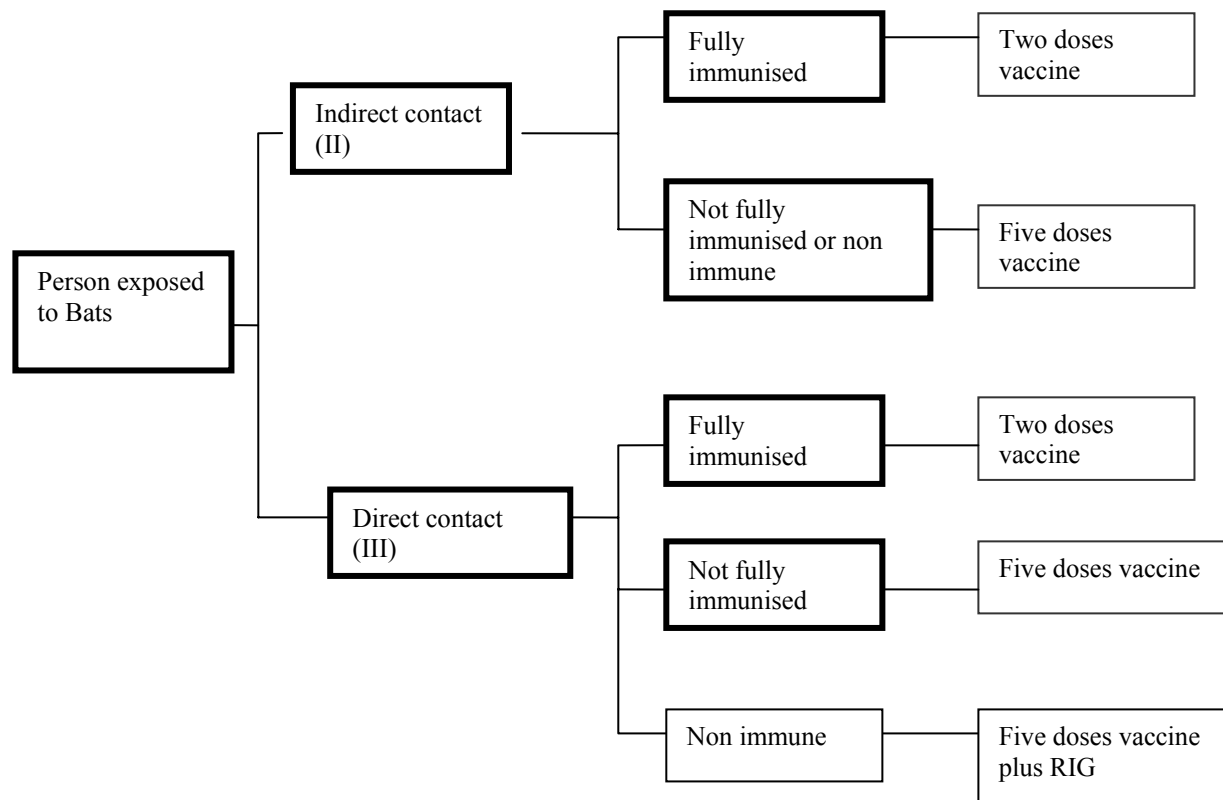 Person exposed
to Bats
Indirect contact
(II)
Fully
immunised
Two doses
vaccine
Not fully
immunised or non
immune
Five doses
vaccine
Direct contact
(III)
Fully
immunised
Two doses
vaccine
Not fully
immunised
Five doses vaccine
Non immune
Five doses vaccine
plus RIG